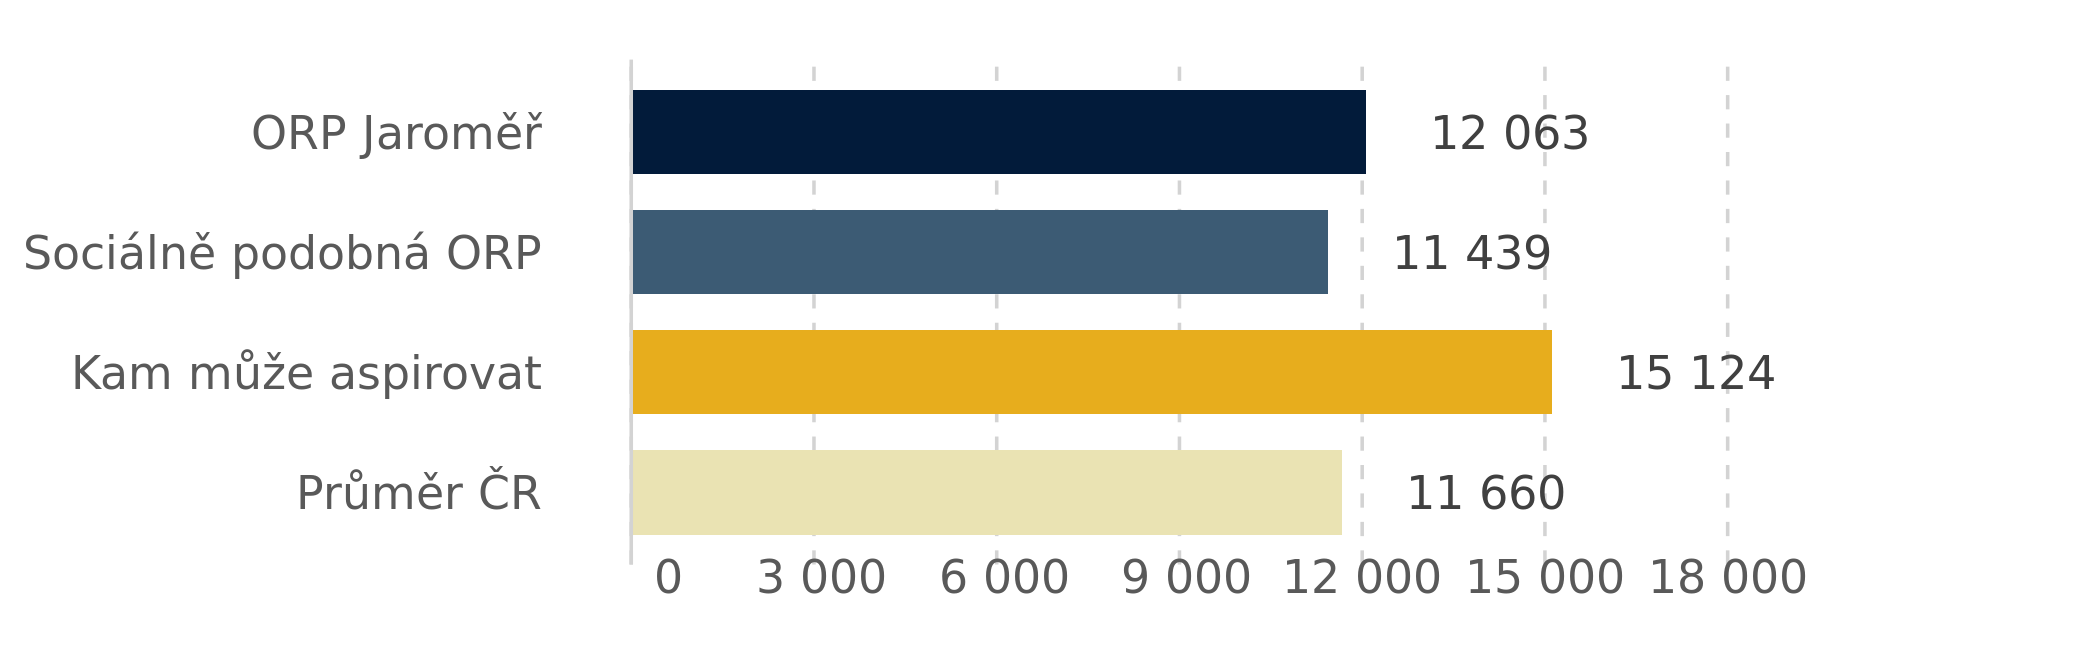 ORP Jaroměř 12 063
Sociálně podobná ORP 11 439
Kam může aspirovat 15 124
Průměr ČR 11 660
0 3 000 6 000 9 000 12 000 15 000 18 000